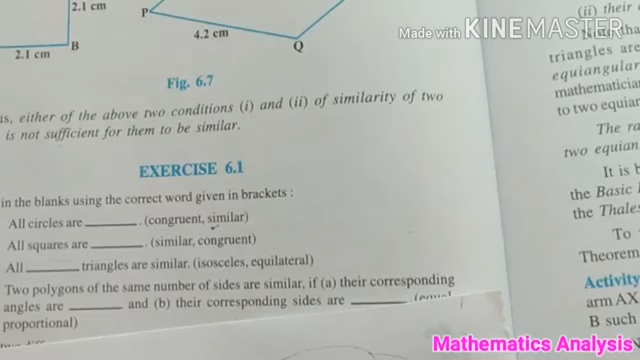 2.1 cm
P
B
2.1 cm
4.2 cm
Q
Fig. 6.7
us, either of the above two conditions (i) and (ii) of similarity of two
is not sufficient for them to be similar.
EXERCISE 6.1
in the blanks using the correct word given in brackets :
All circles are ________. (congruent, similar)
All squares are ________. (similar, congruent)
All ________ triangles are similar. (isosceles, equilateral)
Two polygons of the same number of sides are similar, if (a) their corresponding
angles are ________ and (b) their corresponding sides are ________ (equal
proportional)
(ii) their
triangles are
equiangular
mathematician
to two equian
The ra
two equian
It is b
the Basic
the Thales
To
Theorem
Activity
arm AX
B such
Made with KINEMASTER
Mathematics Analysis